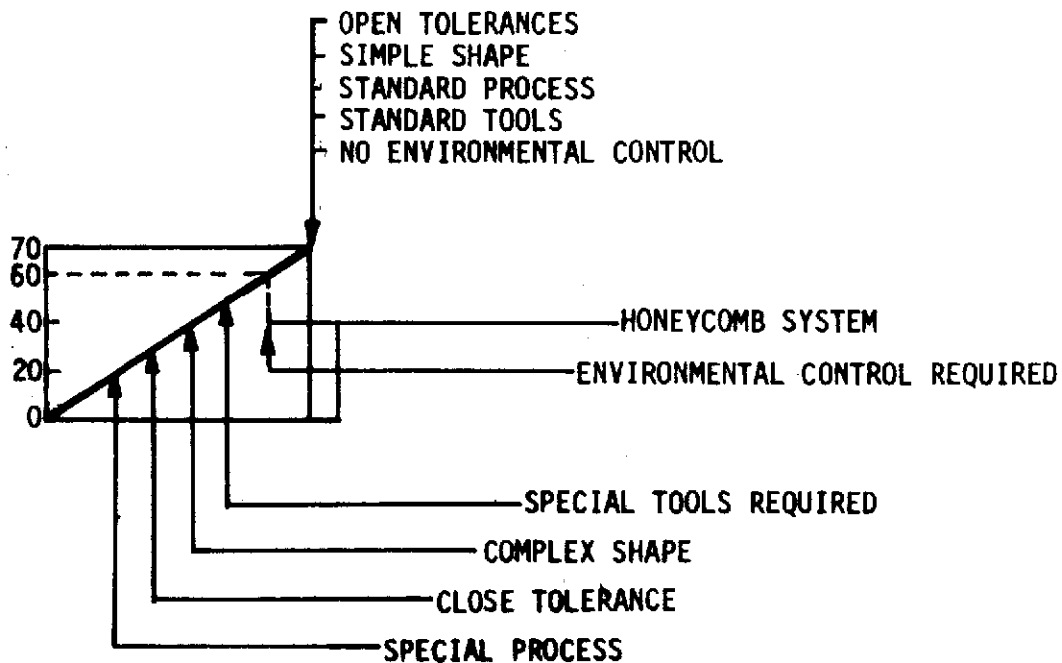 OPEN TOLERANCES
SIMPLE SHAPE
STANDARD PROCESS
STANDARD TOOLS
NO ENVIRONMENTAL CONTROL
70
60
40
20
0
HONEYCOMB SYSTEM
ENVIRONMENTAL CONTROL REQUIRED
SPECIAL TOOLS REQUIRED
COMPLEX SHAPE
CLOSE TOLERANCE
SPECIAL PROCESS